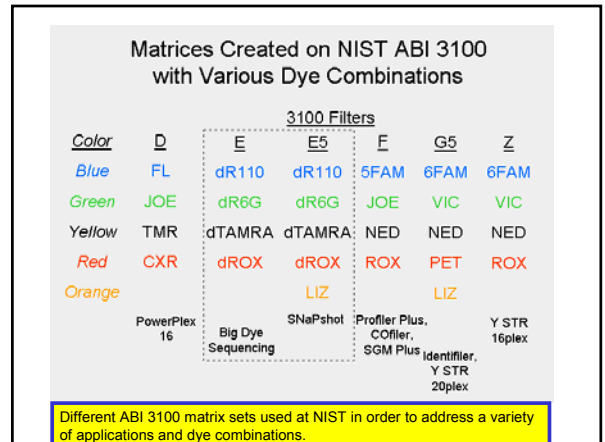 Matrices Created on NIST ABI 3100
with Various Dye Combinations
3100 Filters
Color D E E5 F G5 Z
Blue FL dR110 dR110 5FAM 6FAM 6FAM
Green JOE dR6G dR6G JOE VIC VIC
Yellow TMR dTAMRA dTAMRA NED NED NED
Red CXR dROX dROX ROX PET ROX
Orange LIZ LIZ
PowerPlex
16
Big Dye
Sequencing
SNaPshot
Profiler Plus,
COfiler,
SGM Plus
Identifiler,
Y STR
20plex
Y STR
16plex
Different ABI 3100 matrix sets used at NIST in order to address a variety
of applications and dye combinations.